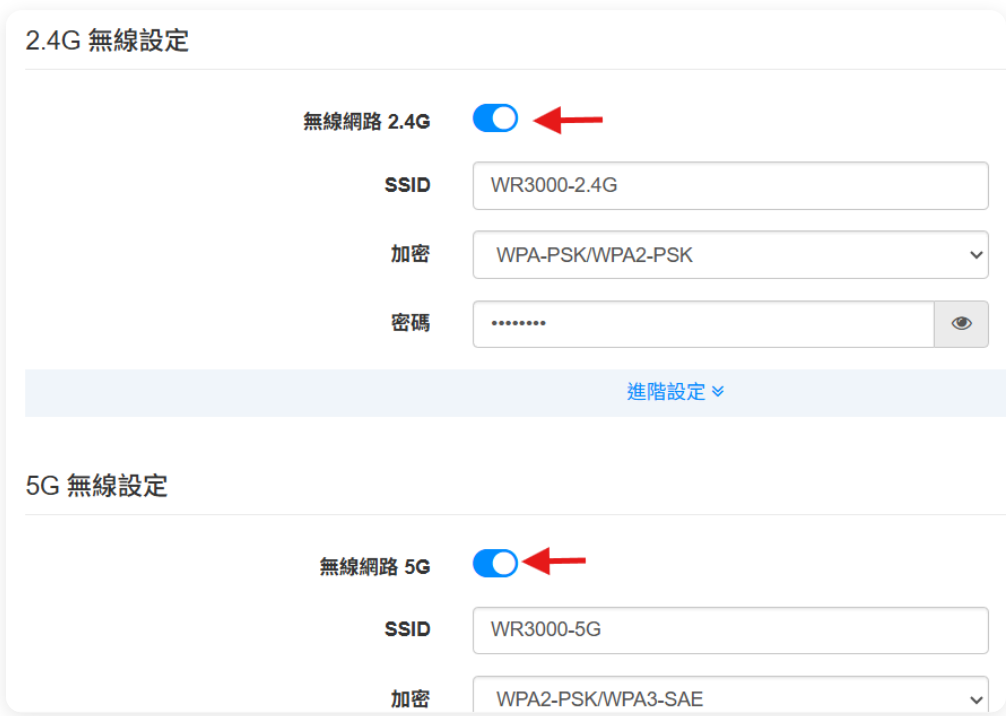 2.4G 無線設定
無線網路 2.4G
SSID WR3000-2.4G
加密 WPA-PSK/WPA2-PSK
密碼 ••••••••
進階設定
5G 無線設定
無線網路 5G
SSID WR3000-5G
加密 WPA2-PSK/WPA3-SAE